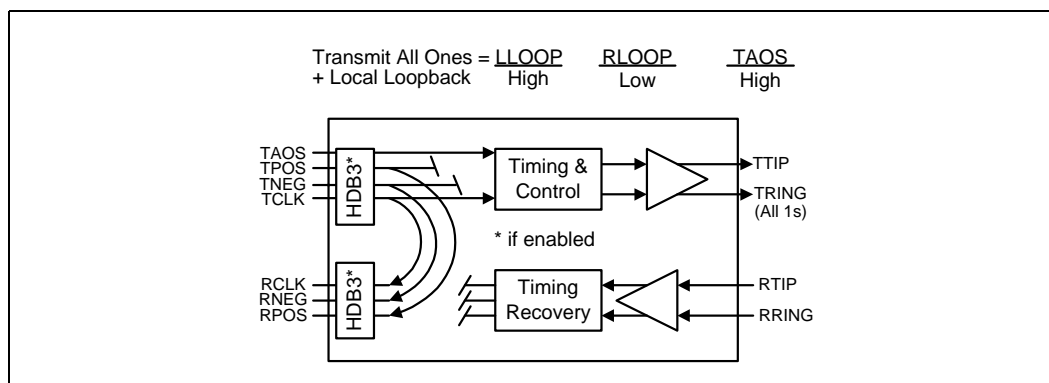 Transmit All Ones = LLOOP RLOOP TAOS
+ Local Loopback High Low High
TAOS
TPOS
TNEG
TCLK
HDB3*
Timing &
Control
TTIP
TRING
(All 1s)
* if enabled
RCLK
RNEG
RPOS
HDB3*
Timing
Recovery
RTIP
RRING